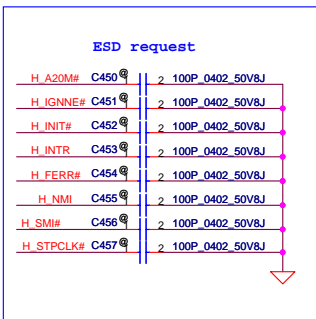 ESD request
H_A20M# C450 @ 2 100P_0402_50V8J
H_IGNNE# C451 @ 2 100P_0402_50V8J
H_INIT# C452 @ 2 100P_0402_50V8J
H_INTR C453 @ 2 100P_0402_50V8J
H_FERR# C454 @ 2 100P_0402_50V8J
H_NMI C455 @ 2 100P_0402_50V8J
H_SMI# C456 @ 2 100P_0402_50V8J
H_STPCLK# C457 @ 2 100P_0402_50V8J